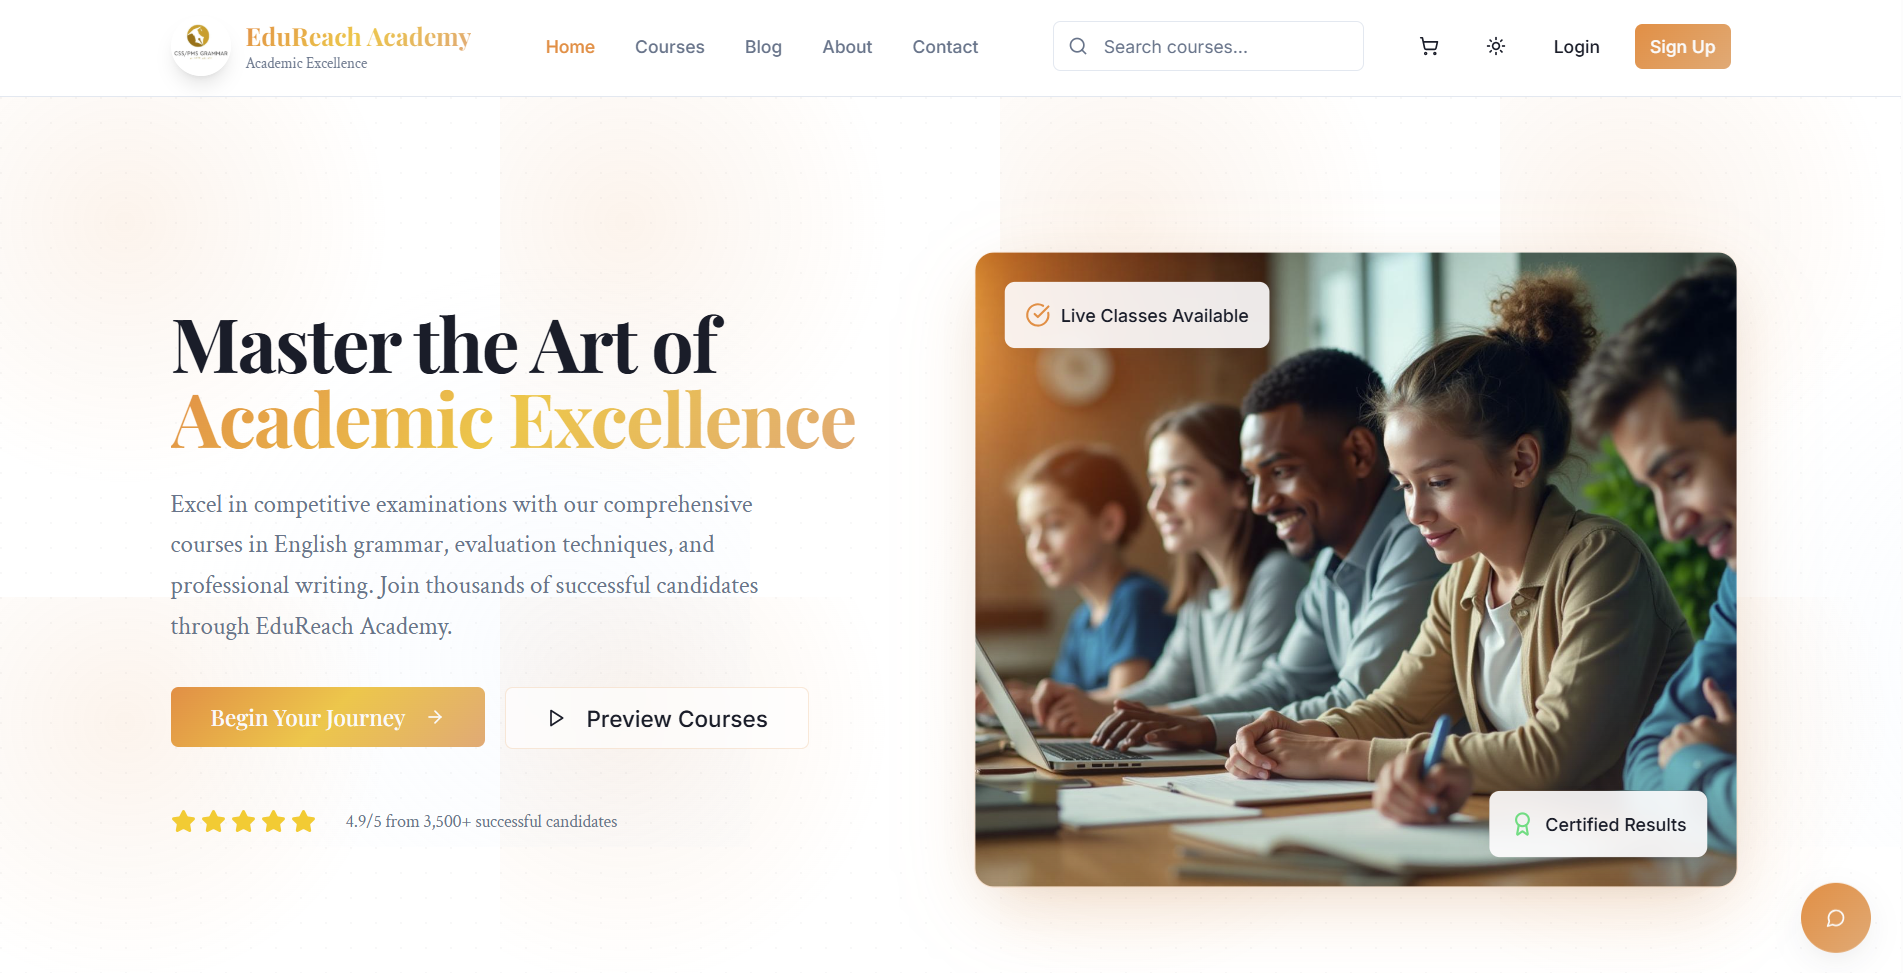 CSS/PMS GRAMMAR
EduReach Academy
Academic Excellence
Home
Courses
Blog
About
Contact
Search courses...
Login
Sign Up
Live Classes Available
Master the Art of
Academic Excellence
Excel in competitive examinations with our comprehensive
courses in English grammar, evaluation techniques, and
professional writing. Join thousands of successful candidates
through EduReach Academy.
Begin Your Journey
Preview Courses
4.9/5 from 3,500+ successful candidates
Certified Results